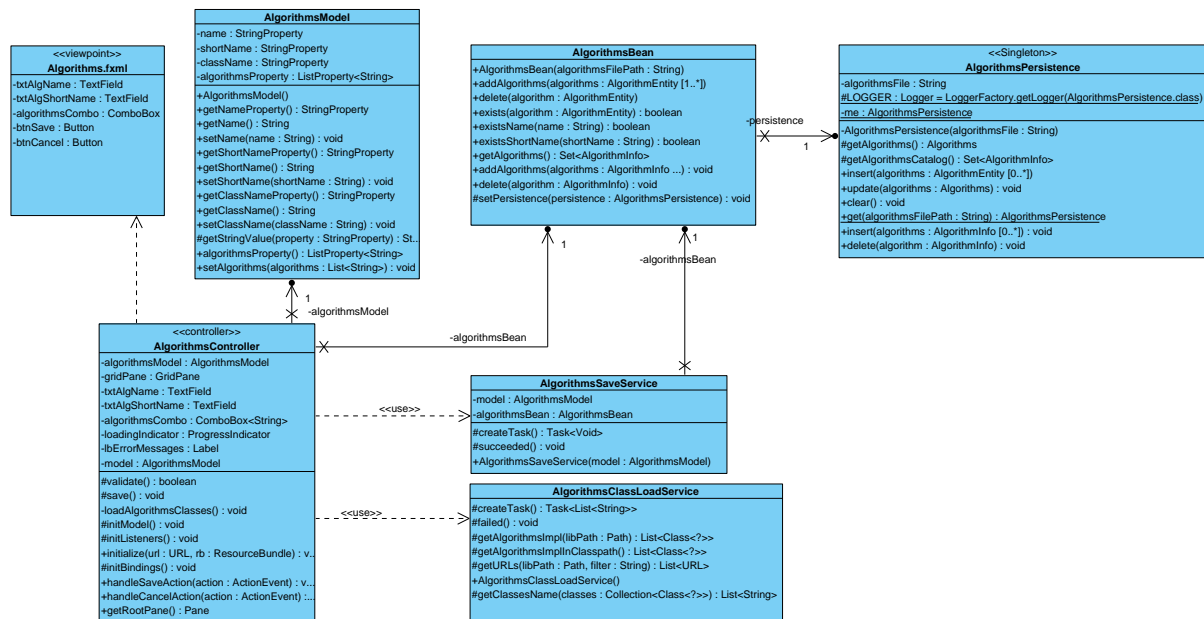 <<viewpoint>>
Algorithms.fxml
-txtAlgName : TextField
-txtAlgShortName : TextField
-algorithmsCombo : ComboBox
-btnSave : Button
-btnCancel : Button
AlgorithmsModel
-name : StringProperty
-shortName : StringProperty
-className : StringProperty
-algorithmsProperty : ListProperty<String>
+AlgorithmsModel()
+getNameProperty() : StringProperty
+getName() : String
+setName(name : String) : void
+getShortNameProperty() : StringProperty
+getShortName() : String
+setShortName(shortName : String) : void
+getClassNameProperty() : StringProperty
+getClassName() : String
+setClassName(className : String) : void
#getStringValue(property : StringProperty) : St...
+algorithmsProperty() : ListProperty<String>
+setAlgorithms(algorithms : List<String>) : void
AlgorithmsBean
+AlgorithmsBean(algorithmsFilePath : String)
+addAlgorithms(algorithms : AlgorithmEntity [1..*])
+delete(algorithm : AlgorithmEntity)
+exists(algorithm : AlgorithmEntity) : boolean
+existsName(name : String) : boolean
+existsShortName(shortName : String) : boolean
+getAlgorithms() : Set<AlgorithmInfo>
+addAlgorithms(algorithms : AlgorithmInfo ...) : void
+delete(algorithm : AlgorithmInfo) : void
#setPersistence(persistence : AlgorithmsPersistence) : void
-persistence
1
<<Singleton>>
AlgorithmsPersistence
-algorithmsFile : String
#LOGGER : Logger = LoggerFactory.getLogger(AlgorithmsPersistence.class)
-me : AlgorithmsPersistence
-AlgorithmsPersistence(algorithmsFile : String)
#getAlgorithms() : Algorithms
#getAlgorithmsCatalog() : Set<AlgorithmInfo>
+insert(algorithms : AlgorithmEntity [0..*])
+update(algorithms : Algorithms) : void
+clear() : void
+get(algorithmsFilePath : String) : AlgorithmsPersistence
+insert(algorithms : AlgorithmInfo [0..*]) : void
+delete(algorithm : AlgorithmInfo) : void
1
-algorithmsModel
1
-algorithmsBean
1
-algorithmsBean
<<controller>>
AlgorithmsController
-algorithmsModel : AlgorithmsModel
-gridPane : GridPane
-txtAlgName : TextField
-txtAlgShortName : TextField
-algorithmsCombo : ComboBox<String>
-loadingIndicator : ProgressIndicator
-lbErrorMessages : Label
-model : AlgorithmsModel
#validate() : boolean
#save() : void
-loadAlgorithmsClasses() : void
#initModel() : void
#initListeners() : void
+initialize(url : URL, rb : ResourceBundle) : v...
#initBindings() : void
+handleSaveAction(action : ActionEvent) : v...
+handleCancelAction(action : ActionEvent) :...
+getRootPane() : Pane
<<use>>
<<use>>
AlgorithmsSaveService
-model : AlgorithmsModel
-algorithmsBean : AlgorithmsBean
#createTask() : Task<Void>
#succeeded() : void
+AlgorithmsSaveService(model : AlgorithmsModel)
AlgorithmsClassLoadService
#createTask() : Task<List<String>>
#failed() : void
#getAlgorithmsImpl(libPath : Path) : List<Class<?>>
#getAlgorithmsImplInClasspath() : List<Class<?>>
#getURLs(libPath : Path, filter : String) : List<URL>
+AlgorithmsClassLoadService()
#getClassesName(classes : Collection<Class<?>>) : List<String>